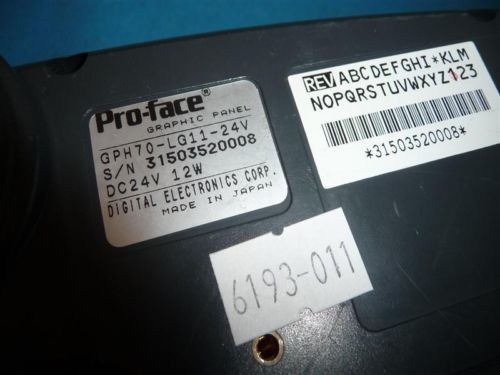 Pro-face®
GRAPHIC PANEL
GPH70-LG11-24V
S/N 31503520008
DC24V 12W
DIGITAL ELECTRONICS CORP.
MADE IN JAPAN
REV ABCDEFGHI*KLM
NOPQRSTUVWXYZ123
*31503520008*
6193-011